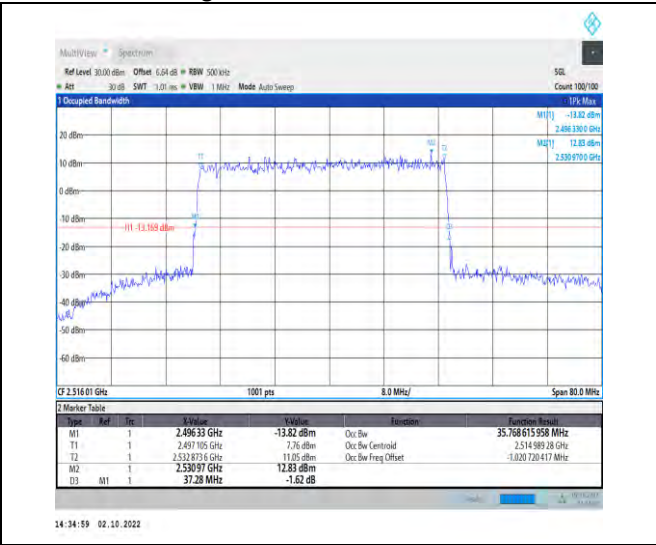 MultiView Spectrum
Ref Level 30.00 dBm Offset 6.64 dB RBW 500 kHz SGL
Att 30 dB SWT 1.01 ms VBW 1 MHz Mode Auto Sweep Count 100/100
1 Occupied Bandwidth 1Pk Max
M1[1] -13.82 dBm
2.496 3300 GHz
M2[1] 12.83 dBm
2.530 9700 GHz
20 dBm
10 dBm
0 dBm
-10 dBm
H1 -13.169 dBm
-20 dBm
-30 dBm
-40 dBm
-50 dBm
-60 dBm
T1
M2
T2
M1
D3
CF 2.516 01 GHz 1001 pts 8.0 MHz/ Span 80.0 MHz
2 Marker Table
Type Ref Trc X-Value Y-Value Function Function Result
M1 1 2.49633 GHz -13.82 dBm Occ Bw 35.768 615 958 MHz
T1 1 2.497 105 GHz 7.76 dBm Occ Bw Centroid 2.514 989 28 GHz
T2 1 2.532 873 6 GHz 11.05 dBm Occ Bw Freq Offset -1.020 720 417 MHz
M2 1 2.53097 GHz 12.83 dBm
D3 M1 1 37.28 MHz -1.62 dB
14:34:59 02.10.2022